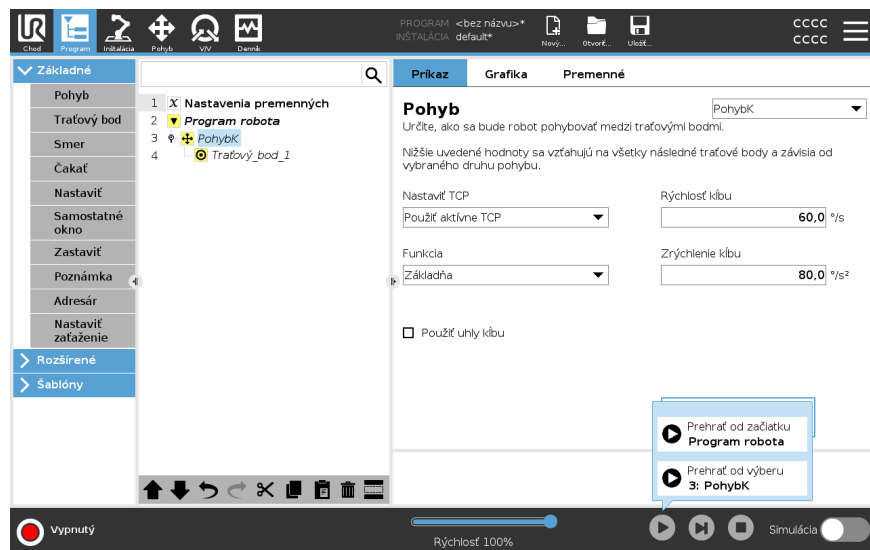 Chod
Program
Inštalácia
Pohyb
V/V
Denník
PROGRAM <bez názvu>*
INŠTALÁCIA default*
Nový...
Otvoriť...
Uložiť...
CCCC
CCCC
Základné
Pohyb
Traťový bod
Smer
Čakať
Nastaviť
Samostatné
okno
Zastaviť
Poznámka
Adresár
Nastaviť
zaťaženie
Rozšírené
Šablóny
1 X Nastavenia premenných
2 Program robota
3 PohybK
4 Traťový_bod_1
Príkaz Grafika Premenné
Pohyb
PohybK
Určite, ako sa bude robot pohybovať medzi traťovými bodmi.
Nižšie uvedené hodnoty sa vzťahujú na všetky následné traťové body a závisia od
vybraného druhu pohybu.
Nastaviť TCP
Rýchlosť kĺbu
Použiť aktívne TCP
60,0 °/s
Funkcia
Zrýchlenie kĺbu
Základňa
80,0 °/s²
Použiť uhly kĺbu
Prehrať od začiatku
Program robota
Prehrať od výberu
3: PohybK
Vypnutý
Rýchlosť 100%
Simulácia